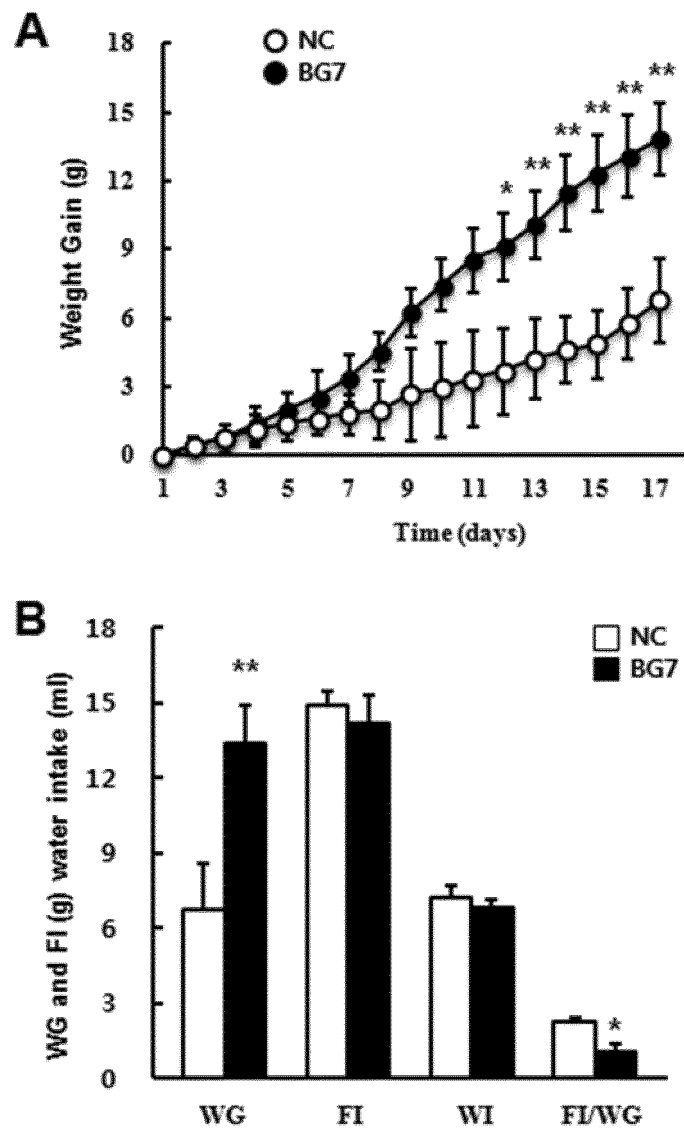 A
18
NC
BG7
15
12
9
6
3
0
Weight Gain (g)
* ** ** ** ** **
1 3 5 7 9 11 13 15 17
Time (days)
B
18
NC
BG7
15
12
9
6
3
0
WG and FI (g) water intake (ml)
**
*
WG FI WI FI/WG